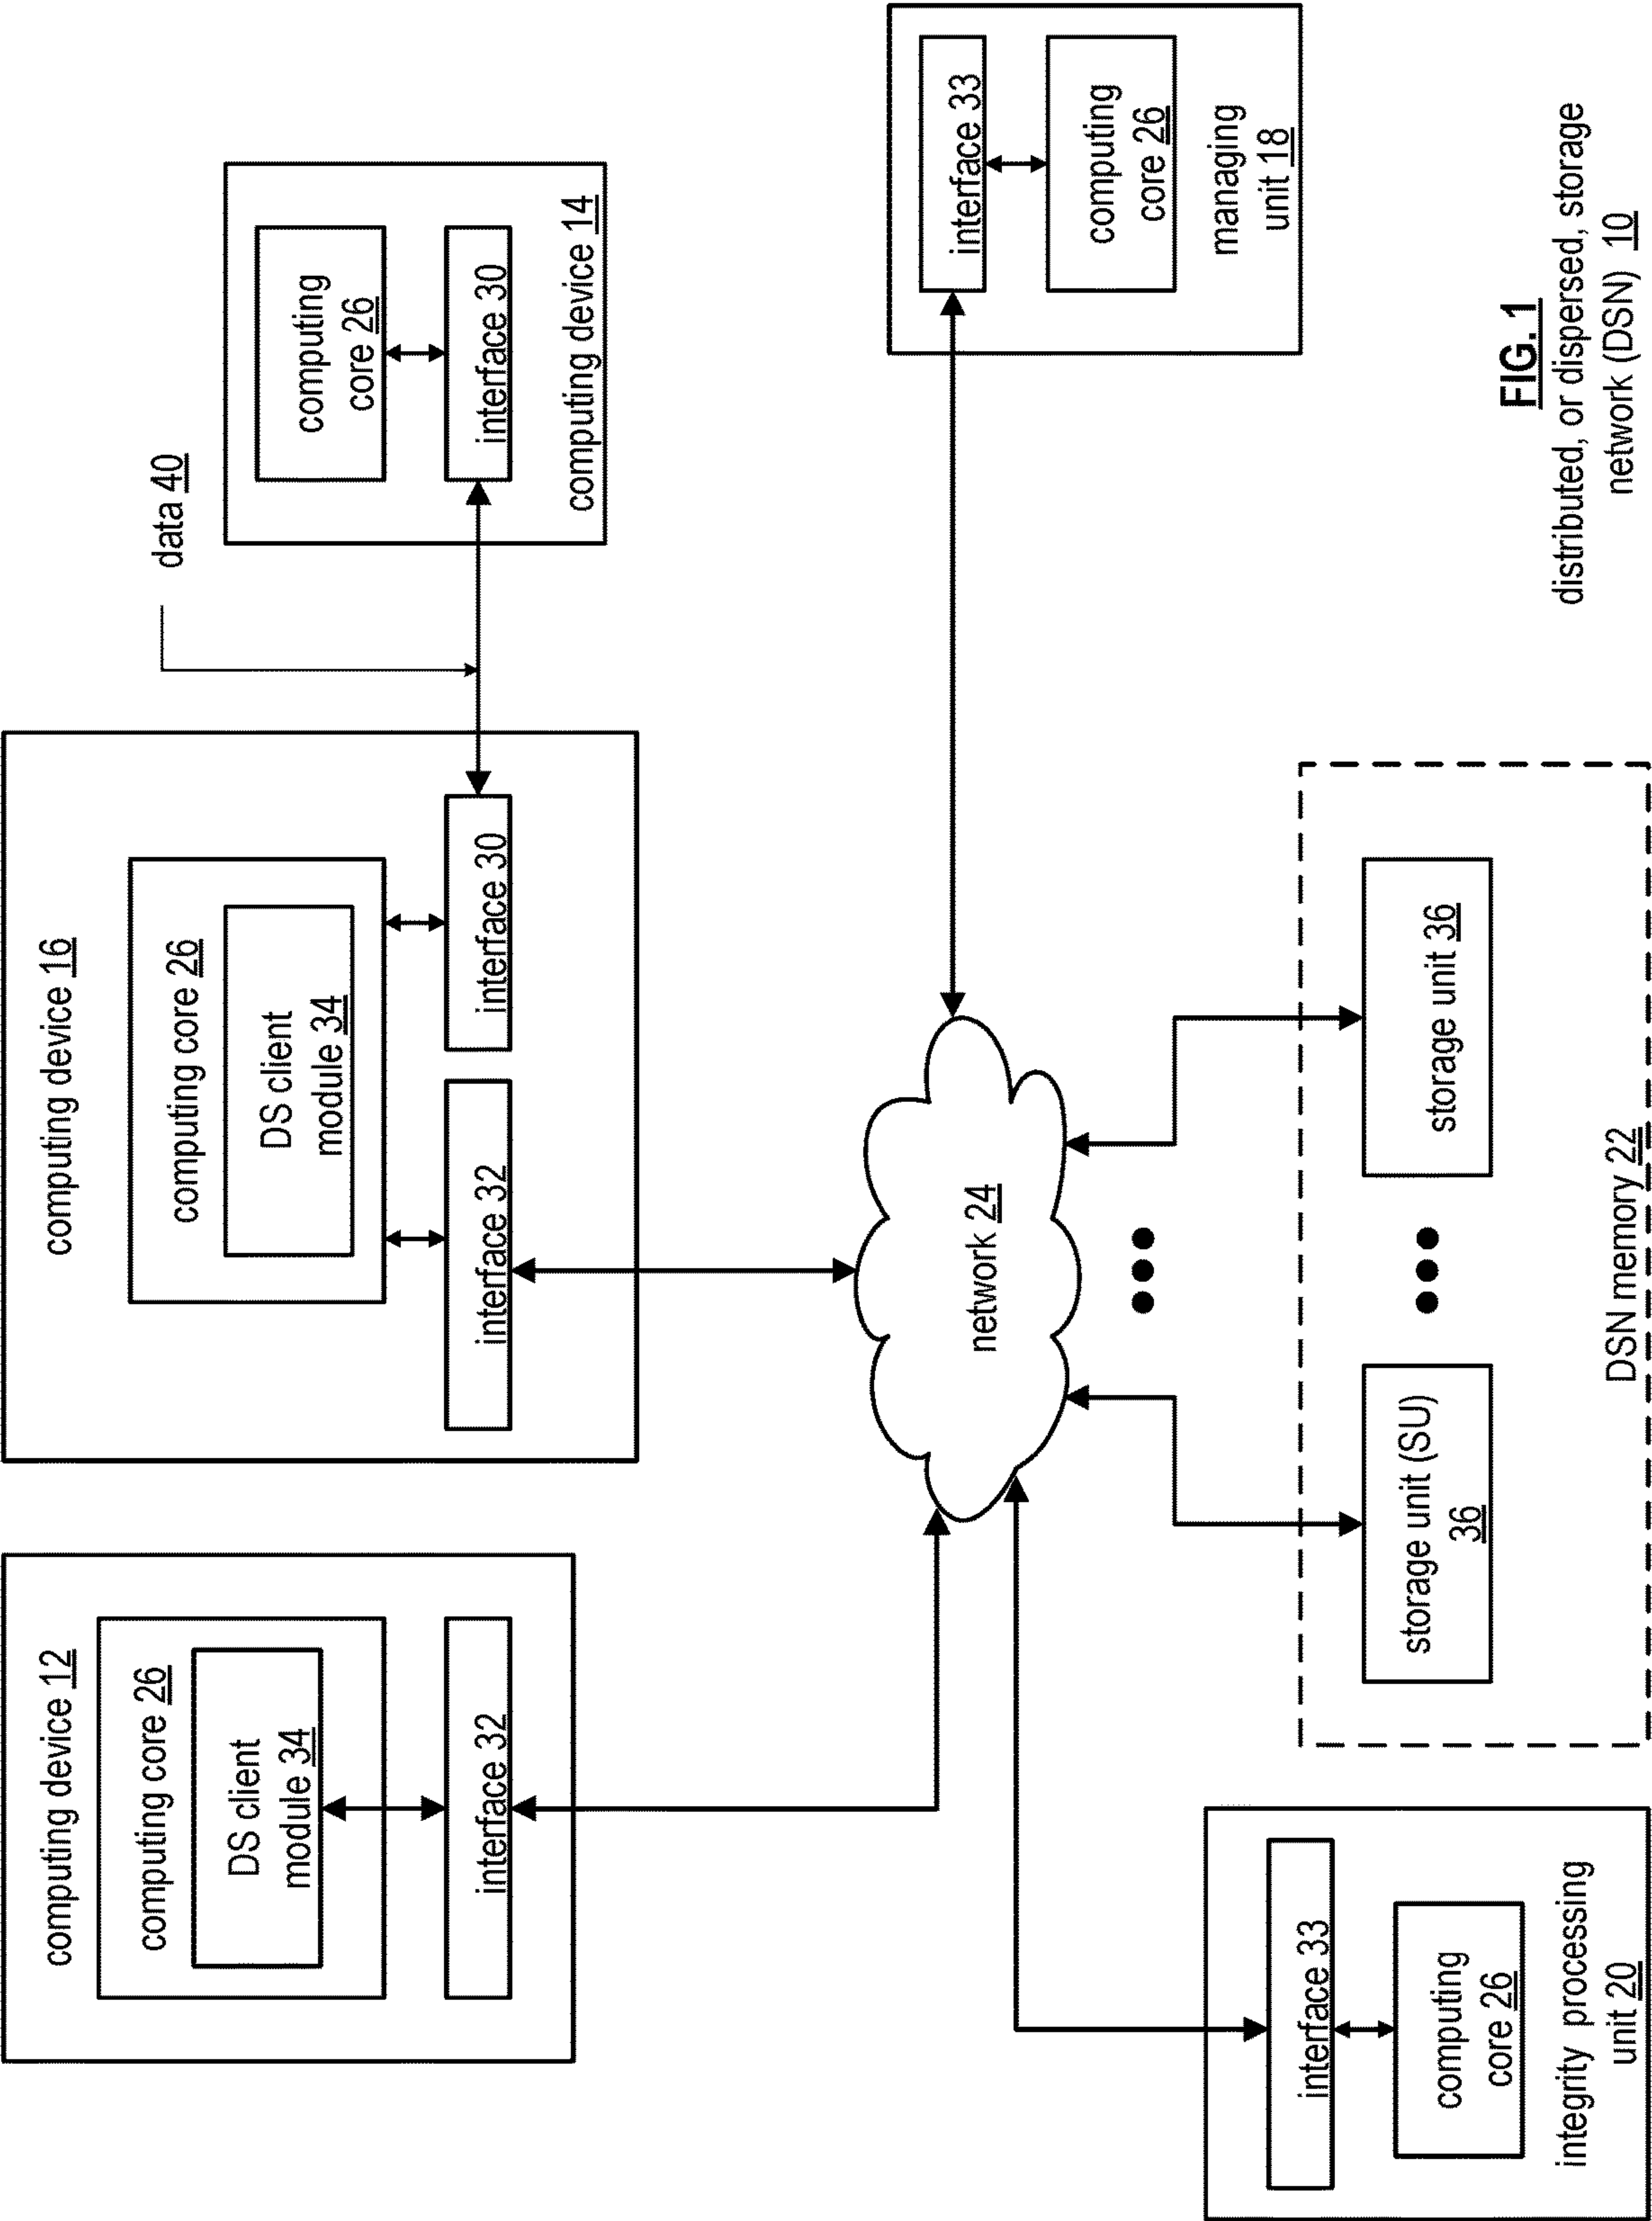 computing device 12
computing core 26
DS client
module 34
interface 32
computing device 16
computing core 26
DS client
module 34
interface 32
interface 30
data 40
computing
core 26
interface 30
computing device 14
network 24
interface 33
computing
core 26
managing
unit 18
interface 33
computing
core 26
integrity processing
unit 20
storage unit (SU)
36
storage unit 36
DSN memory 22
FIG. 1
distributed, or dispersed, storage
network (DSN) 10